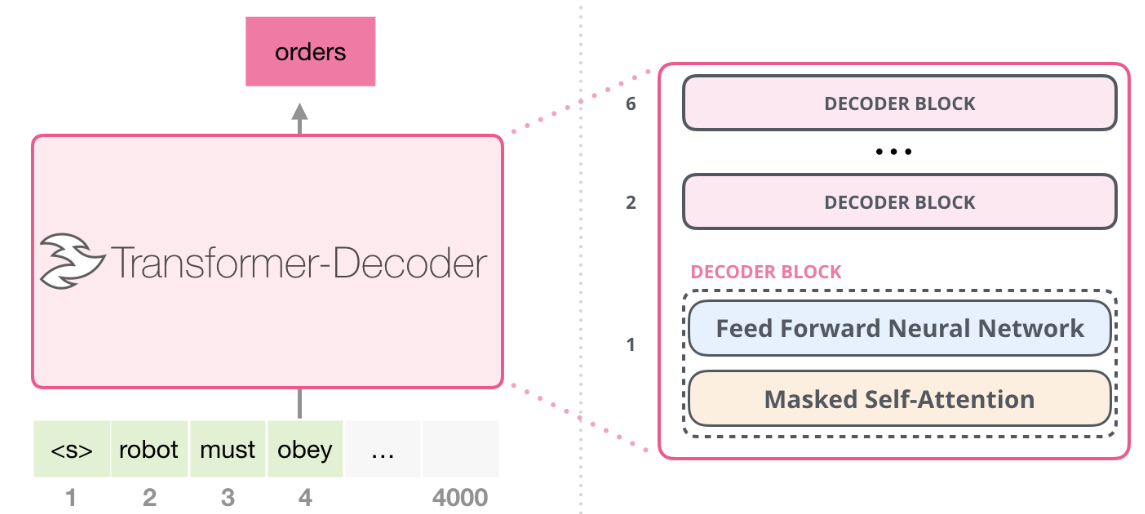 orders
Transformer-Decoder
<s> robot must obey ...
1 2 3 4 4000
6 DECODER BLOCK
...
2 DECODER BLOCK
DECODER BLOCK
1
Feed Forward Neural Network
Masked Self-Attention